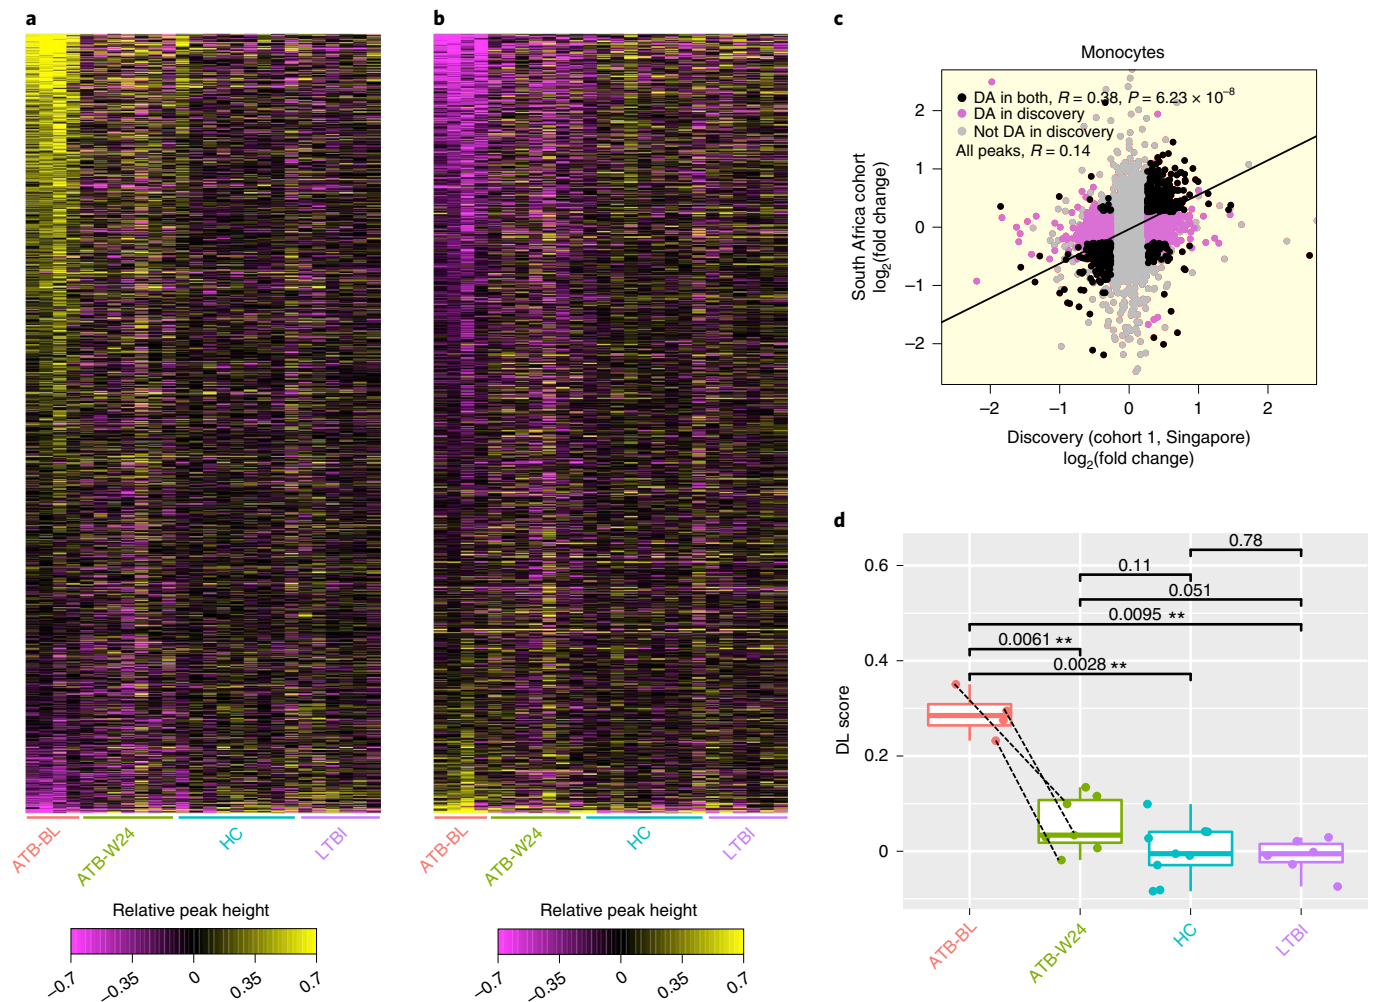 a
b
c
Monocytes
DA in both, R = 0.38, P = 6.23 × 10⁻⁸
DA in discovery
Not DA in discovery
All peaks, R = 0.14
South Africa cohort
log₂(fold change)
2
1
0
−1
−2
−2
−1
0
1
2
Discovery (cohort 1, Singapore)
log₂(fold change)
ATB-BL
ATB-W24
HC
LTBI
ATB-BL
ATB-W24
HC
LTBI
Relative peak height
−0.7
−0.35
0
0.35
0.7
Relative peak height
−0.7
−0.35
0
0.35
0.7
d
DL score
0.6
0.4
0.2
0
0.78
0.11
0.051
0.0095 **
0.0061 **
0.0028 **
ATB-BL
ATB-W24
HC
LTBI